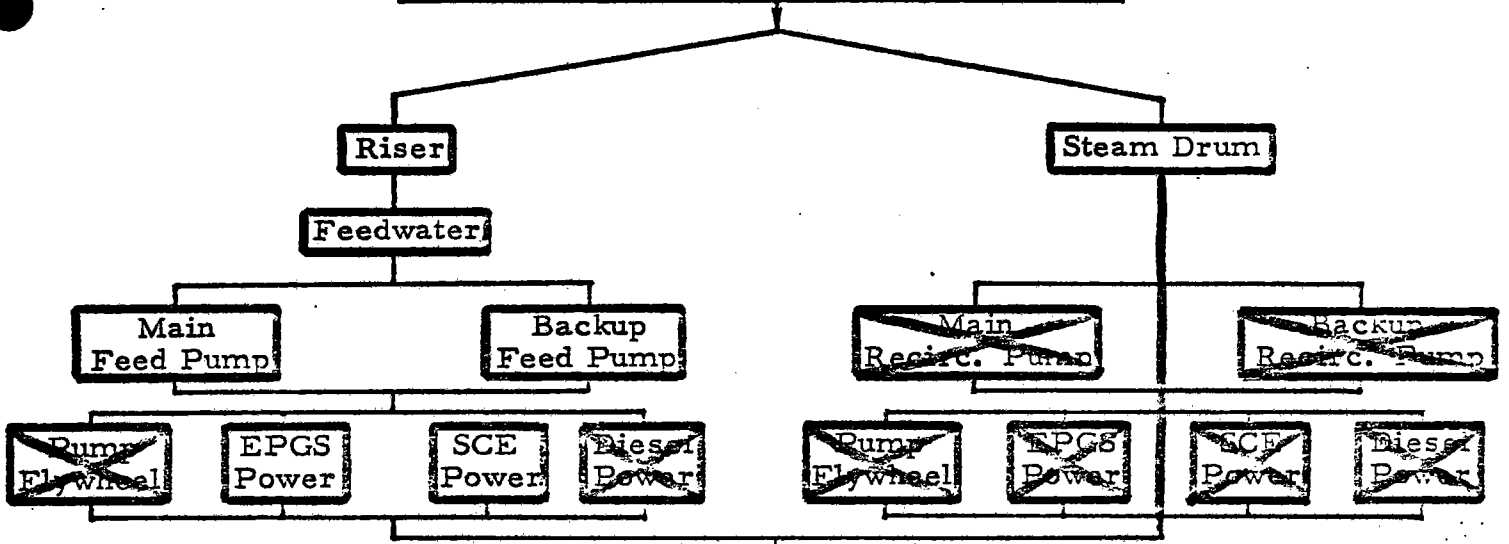 Riser
Steam Drum
Feedwater
Main
Feed Pump
Backup
Feed Pump
Main
Recirc. Pump
Backup
Recirc. Pump
Pump
Flywheel
EPGS
Power
SCE
Power
Diesel
Power
Pump
Flywheel
EPGS
Power
SCE
Power
Diesel
Power